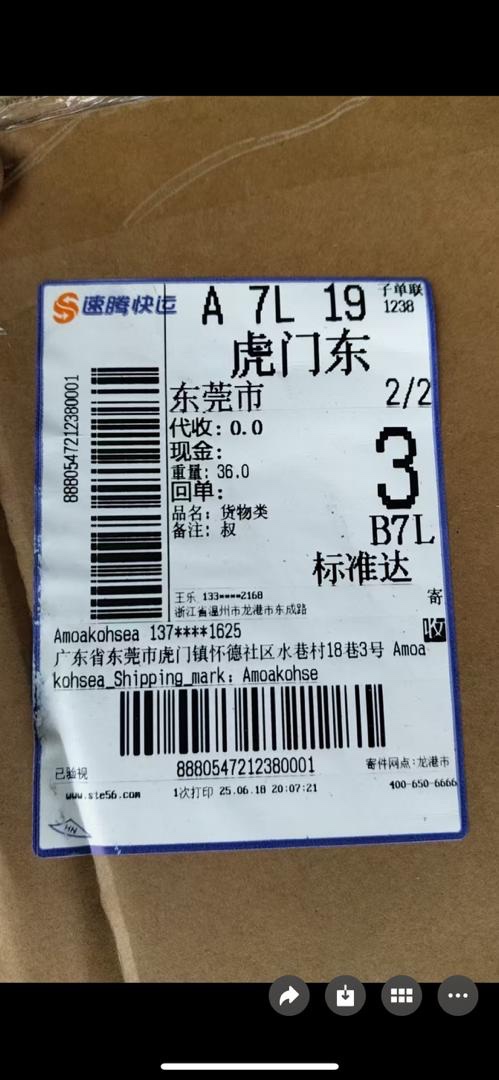 速腾快运
A 7L 19
子单联
1238
虎门东
东莞市
2/2
代收: 0.0
现金:
重量: 36.0
回单:
品名: 货物类
备注: 叔
3
B7L
标准达
8880547212380001
王乐 133****2168
浙江省温州市龙港市东成路
寄
Amoakohsea 137****1625
收
广东省东莞市虎门镇怀德社区水巷村18巷3号 Amoa
kohsea_Shipping_mark: Amoakohse
8880547212380001
已验视
寄件网点:龙港市
www.ste56.com
1次打印 25.06.18 20:07:21
400-650-6666
HN